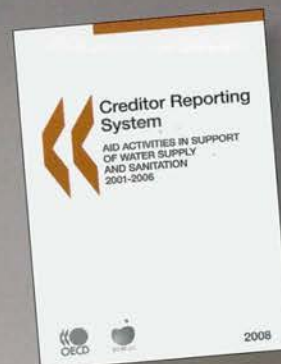 Creditor Reporting
System
AID ACTIVITIES IN SUPPORT
OF WATER SUPPLY
AND SANITATION
2001-2006
OECD
2008